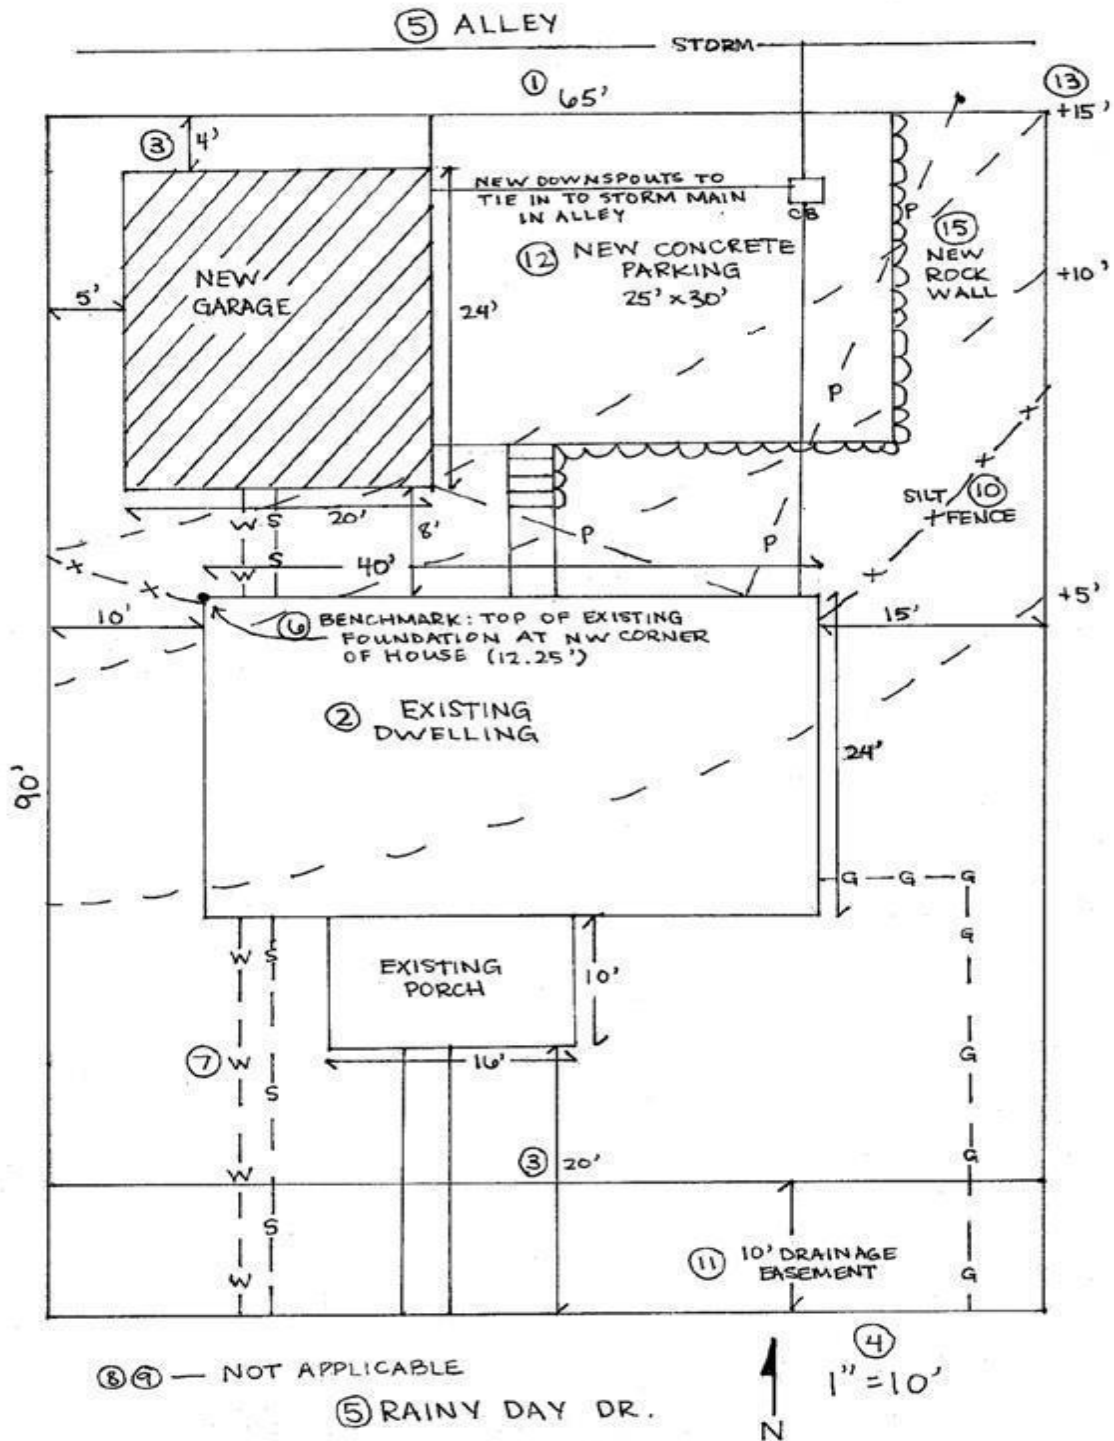 ⑤ ALLEY
STORM
① 65'
⑬
+15'
③ 4'
NEW DOWNSPOUTS TO
TIE IN TO STORM MAIN
IN ALLEY
CB
P
⑮
NEW
ROCK
WALL
⑫ NEW CONCRETE
PARKING
25' x 30'
+10'
5'
NEW
GARAGE
24'
P
SILT ⑩
FENCE
20'
W S
8'
S
W
P
P
40'
+5'
10'
⑥ BENCHMARK: TOP OF EXISTING
FOUNDATION AT NW CORNER
OF HOUSE (12.25')
15'
② EXISTING
DWELLING
24'
90'
G G G
G
W S
EXISTING
PORCH
10'
⑦ W
16'
G
S
③ 20'
G
W
S
⑪ 10' DRAINAGE
EASEMENT
G
W
④
1" = 10'
⑧⑨ — NOT APPLICABLE
⑤ RAINY DAY DR.
N